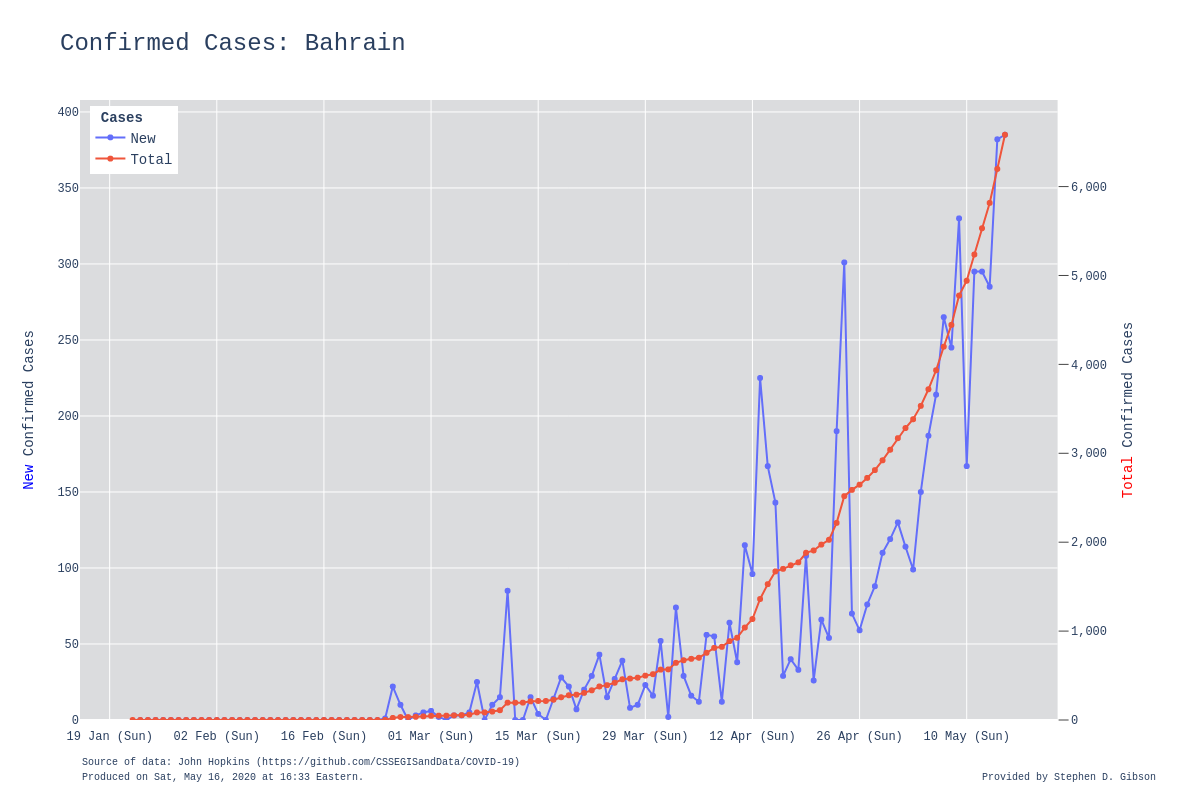 Confirmed Cases: Bahrain
Cases
New
Total
400
350
300
250
200
150
100
50
0
6,000
5,000
4,000
3,000
2,000
1,000
0
New Confirmed Cases
Total Confirmed Cases
19 Jan (Sun) 02 Feb (Sun) 16 Feb (Sun) 01 Mar (Sun) 15 Mar (Sun) 29 Mar (Sun) 12 Apr (Sun) 26 Apr (Sun) 10 May (Sun)
Source of data: John Hopkins (https://github.com/CSSEGISandData/COVID-19)
Produced on Sat, May 16, 2020 at 16:33 Eastern.
Provided by Stephen D. Gibson